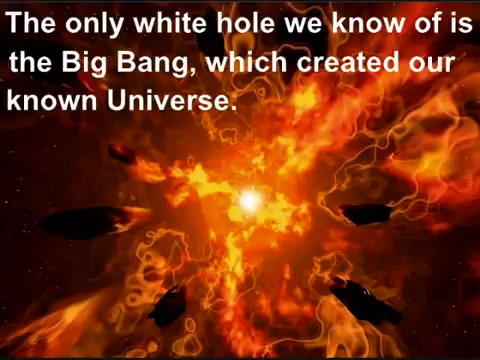 The only white hole we know of is
the Big Bang, which created our
known Universe.